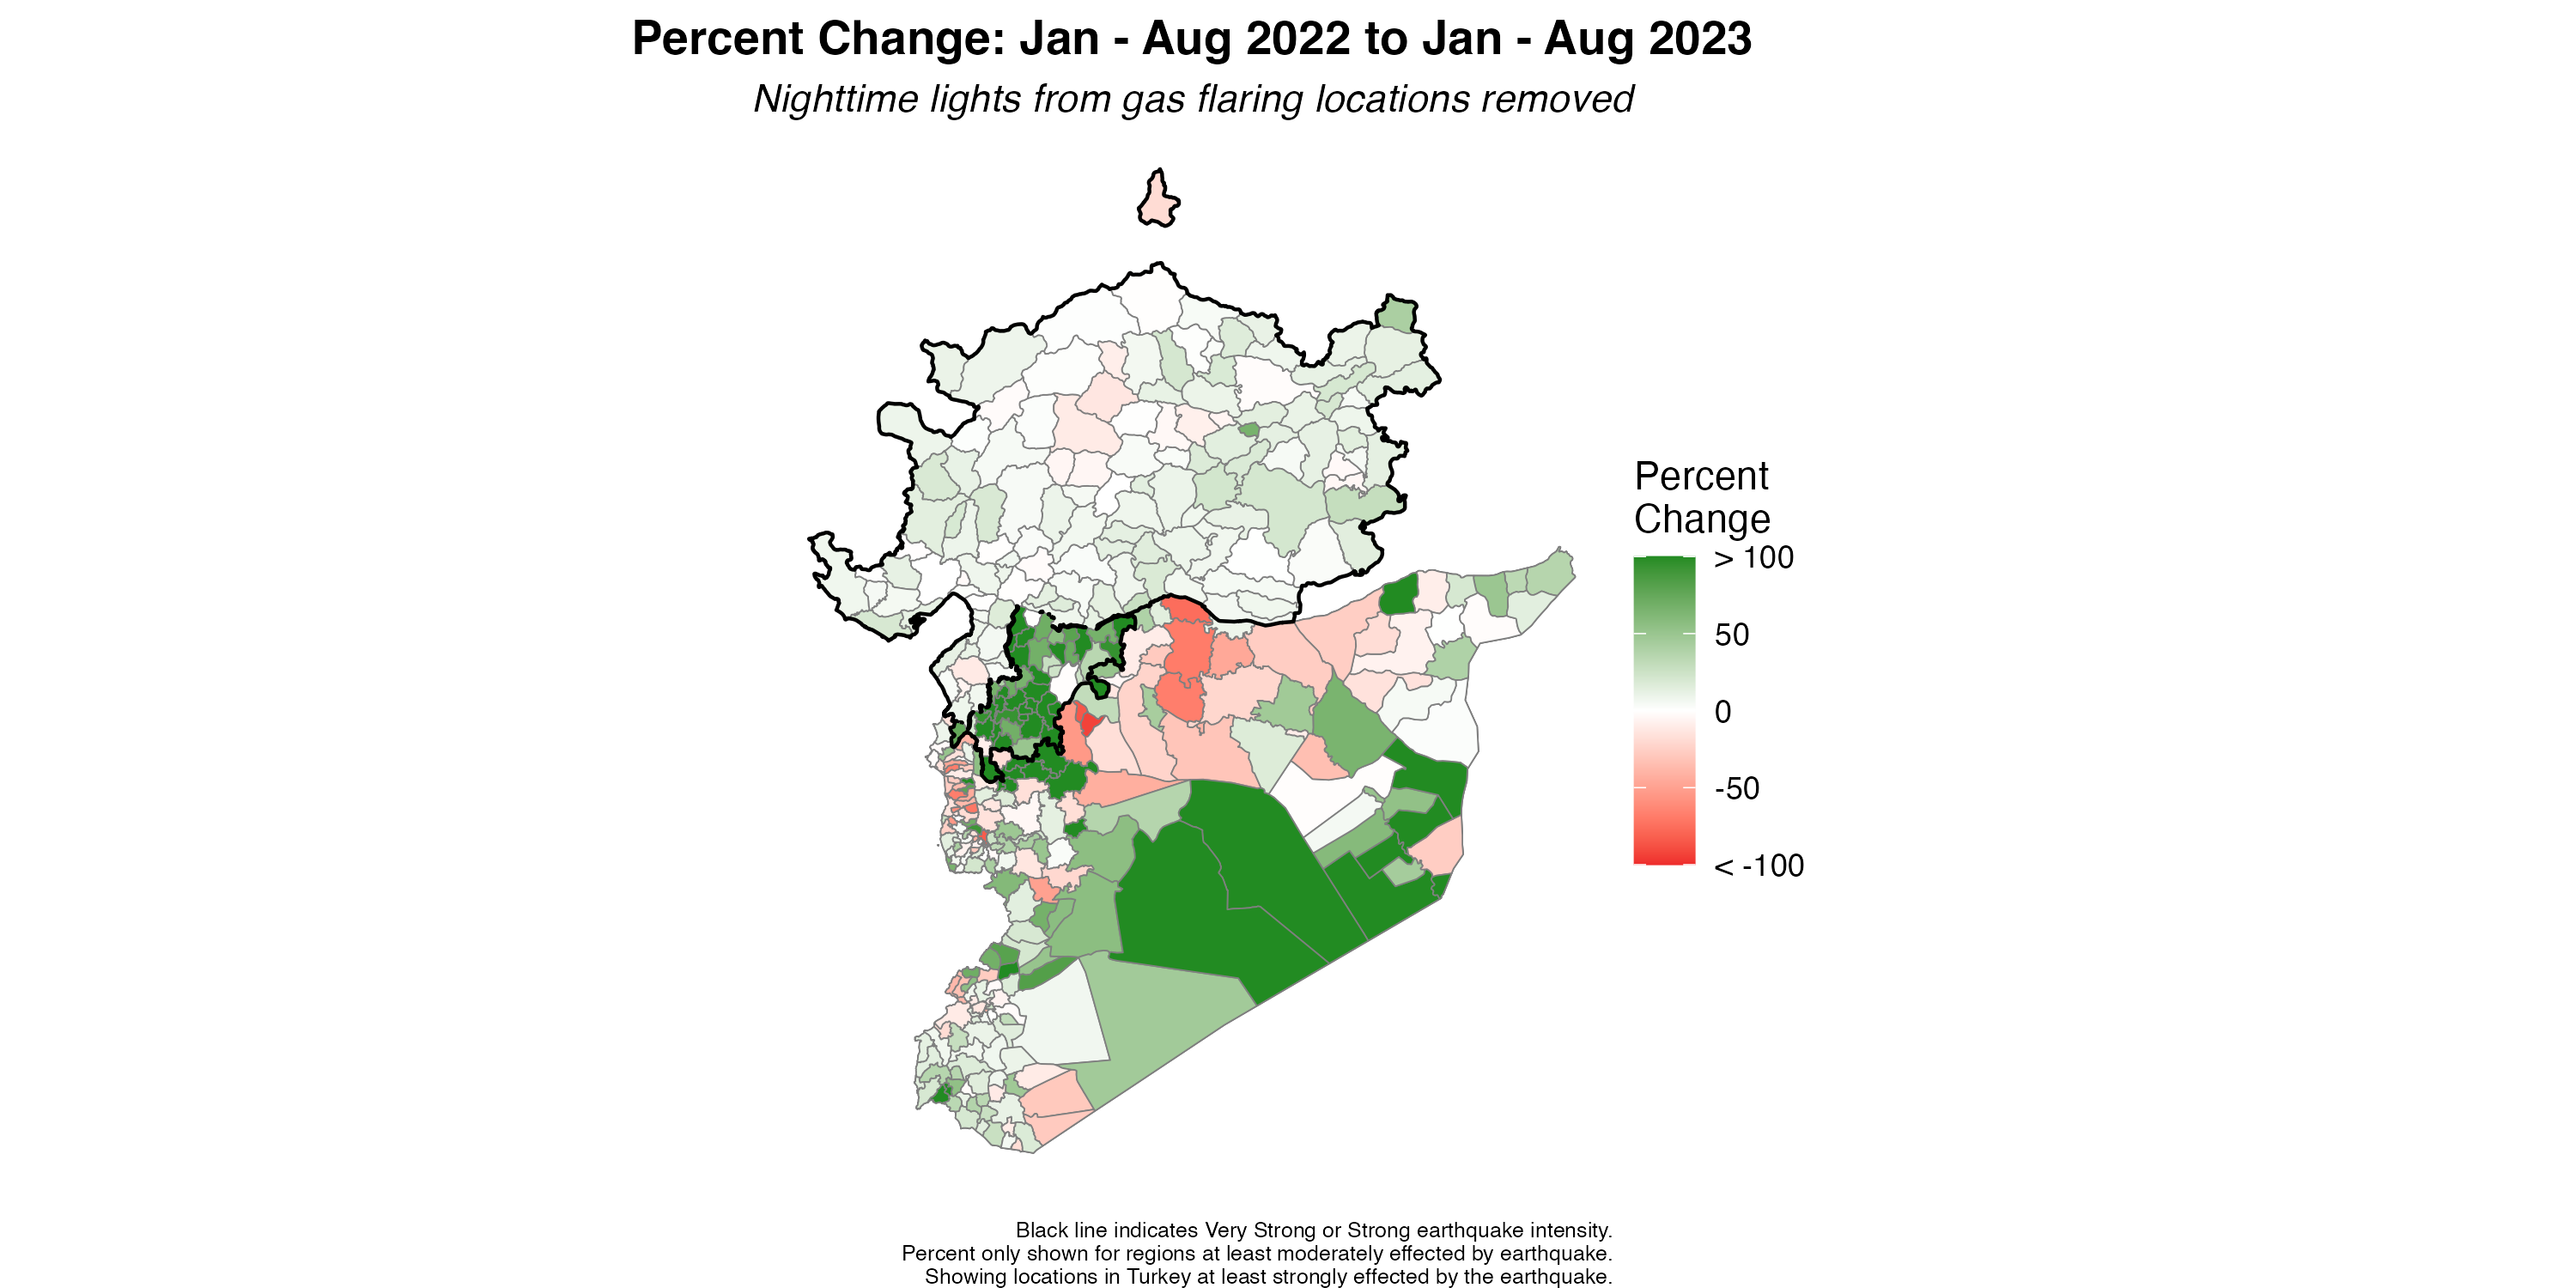 Percent Change: Jan - Aug 2022 to Jan - Aug 2023
Nighttime lights from gas flaring locations removed
Percent
Change
> 100
50
0
-50
< -100
Black line indicates Very Strong or Strong earthquake intensity.
Percent only shown for regions at least moderately effected by earthquake.
Showing locations in Turkey at least strongly effected by the earthquake.